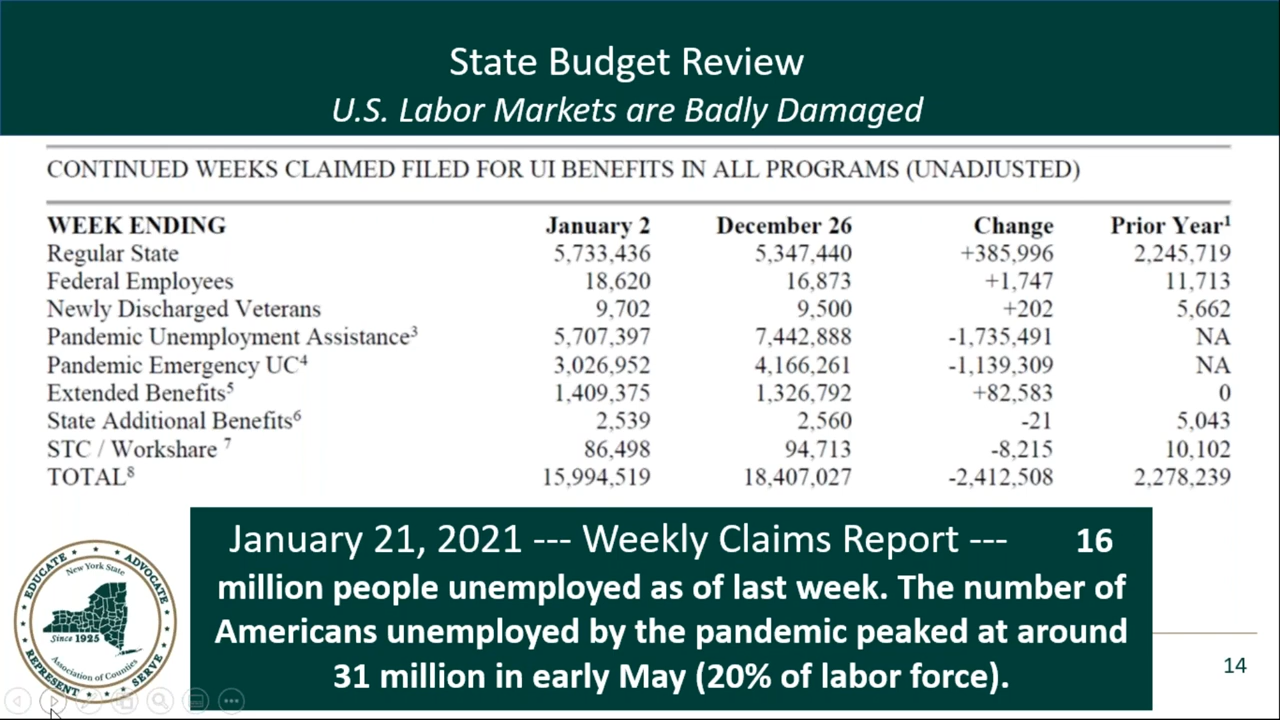 State Budget Review
U.S. Labor Markets are Badly Damaged
CONTINUED WEEKS CLAIMED FILED FOR UI BENEFITS IN ALL PROGRAMS (UNADJUSTED)
WEEK ENDING January 2 December 26 Change Prior Year¹
Regular State 5,733,436 5,347,440 +385,996 2,245,719
Federal Employees 18,620 16,873 +1,747 11,713
Newly Discharged Veterans 9,702 9,500 +202 5,662
Pandemic Unemployment Assistance³ 5,707,397 7,442,888 -1,735,491 NA
Pandemic Emergency UC⁴ 3,026,952 4,166,261 -1,139,309 NA
Extended Benefits⁵ 1,409,375 1,326,792 +82,583 0
State Additional Benefits⁶ 2,539 2,560 -21 5,043
STC / Workshare ⁷ 86,498 94,713 -8,215 10,102
TOTAL⁸ 15,994,519 18,407,027 -2,412,508 2,278,239
January 21, 2021 --- Weekly Claims Report --- 16
million people unemployed as of last week. The number of
Americans unemployed by the pandemic peaked at around
31 million in early May (20% of labor force).
EDUCATE ADVOCATE
New York State
Since 1925
Association of Counties
REPRESENT SERVE
14